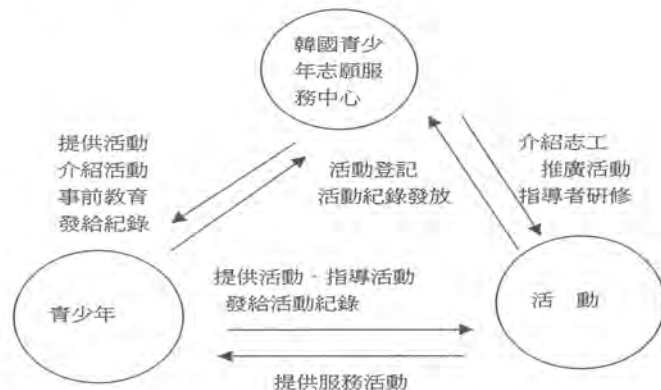 韓國青少
年志願服
務中心
提供活動
介紹活動
事前教育
發給紀錄
活動登記
活動紀錄發放
介紹志工
推廣活動
指導者研修
青少年
提供活動‧指導活動
發給活動紀錄
活 動
提供服務活動